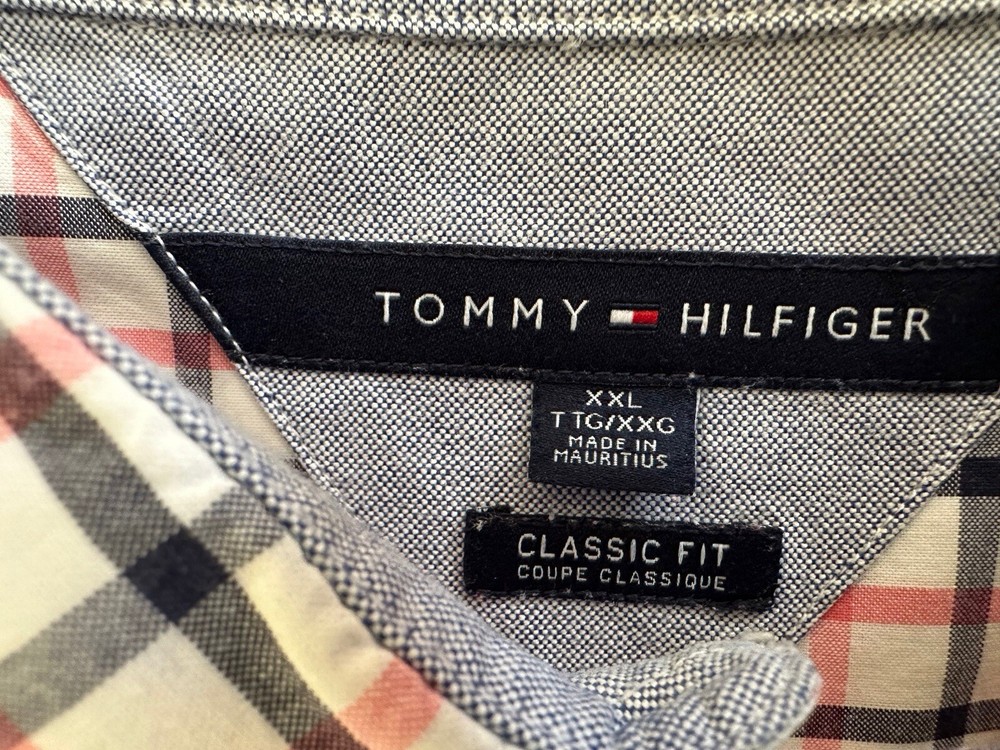 TOMMY HILFIGER
XXL
TTG/XXG
MADE IN
MAURITIUS
CLASSIC FIT
COUPE CLASSIQUE